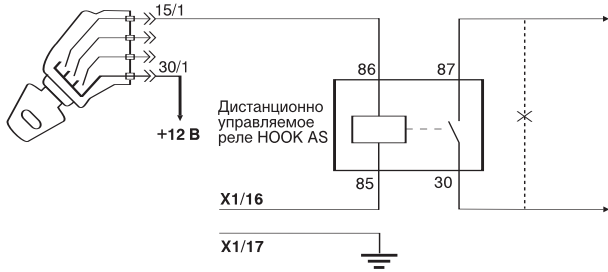 15/1
30/1
+12 В
86
87
Дистанционно
управляемое
реле HOOK AS
85
30
X1/16
X1/17